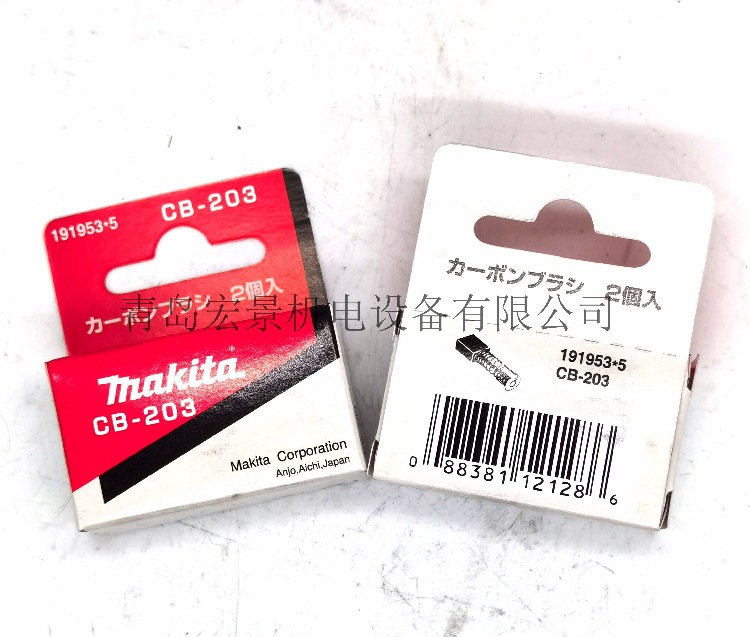 191953*5 CB-203
カーボンブラシ 2個入
makita
CB-203
Makita Corporation
Anjo,Aichi,Japan
カーボンブラシ 2個入
191953*5
CB-203
0 88381 12128 6
青岛宏景机电设备有限公司